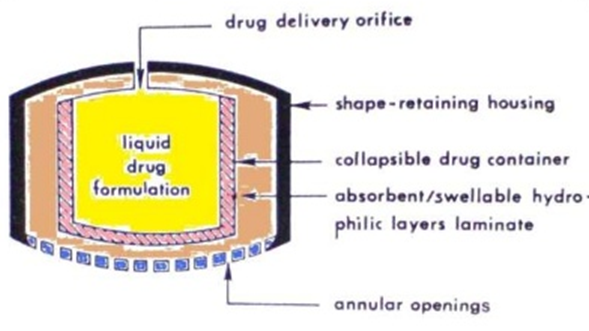 drug delivery orifice
shape-retaining housing
liquid
drug
formulation
collapsible drug container
absorbent/swellable hydro-
philic layers laminate
annular openings